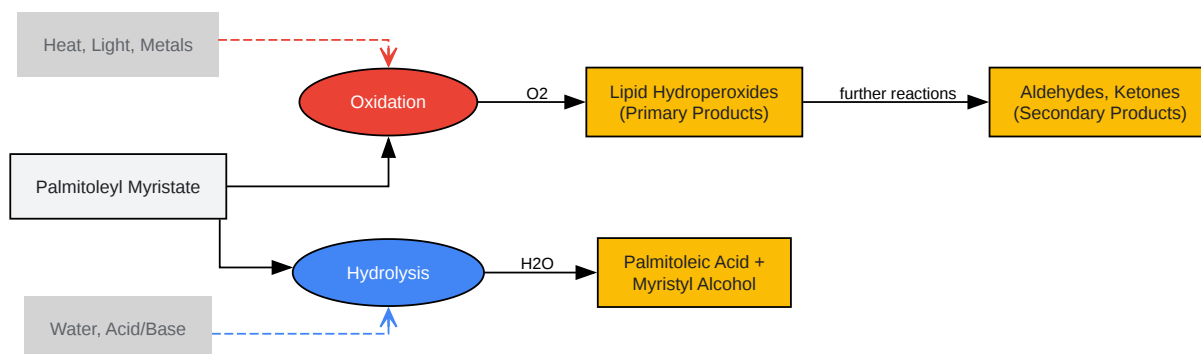 Heat, Light, Metals
Oxidation
O2
Lipid Hydroperoxides
(Primary Products)
further reactions
Aldehydes, Ketones
(Secondary Products)
Palmitoleyl Myristate
Hydrolysis
H2O
Palmitoleic Acid +
Myristyl Alcohol
Water, Acid/Base